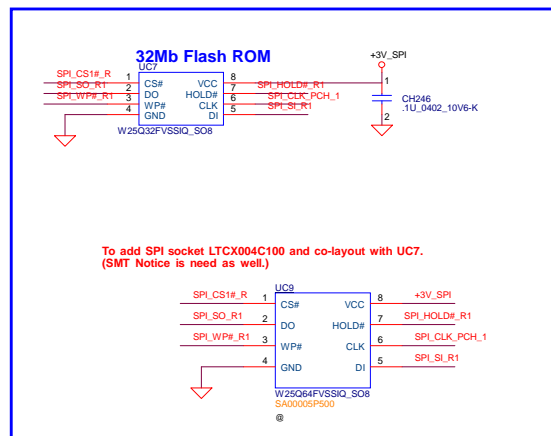 32Mb Flash ROM
UC7
+3V_SPI
SPI_CS1#_R 1 CS# VCC 8
SPI_SO_R1 2 DO HOLD# 7 SPI_HOLD#_R1
SPI_WP#_R1 3 WP# CLK 6 SPI_CLK_PCH_1
4 GND DI 5 SPI_SI_R1
W25Q32FVSSIQ_SO8
1
CH246
.1U_0402_10V6-K
2
To add SPI socket LTCX004C100 and co-layout with UC7.
(SMT Notice is need as well.)
UC9
SPI_CS1#_R 1 CS# VCC 8 +3V_SPI
SPI_SO_R1 2 DO HOLD# 7 SPI_HOLD#_R1
SPI_WP#_R1 3 WP# CLK 6 SPI_CLK_PCH_1
4 GND DI 5 SPI_SI_R1
W25Q64FVSSIQ_SO8
SA00005P500
@